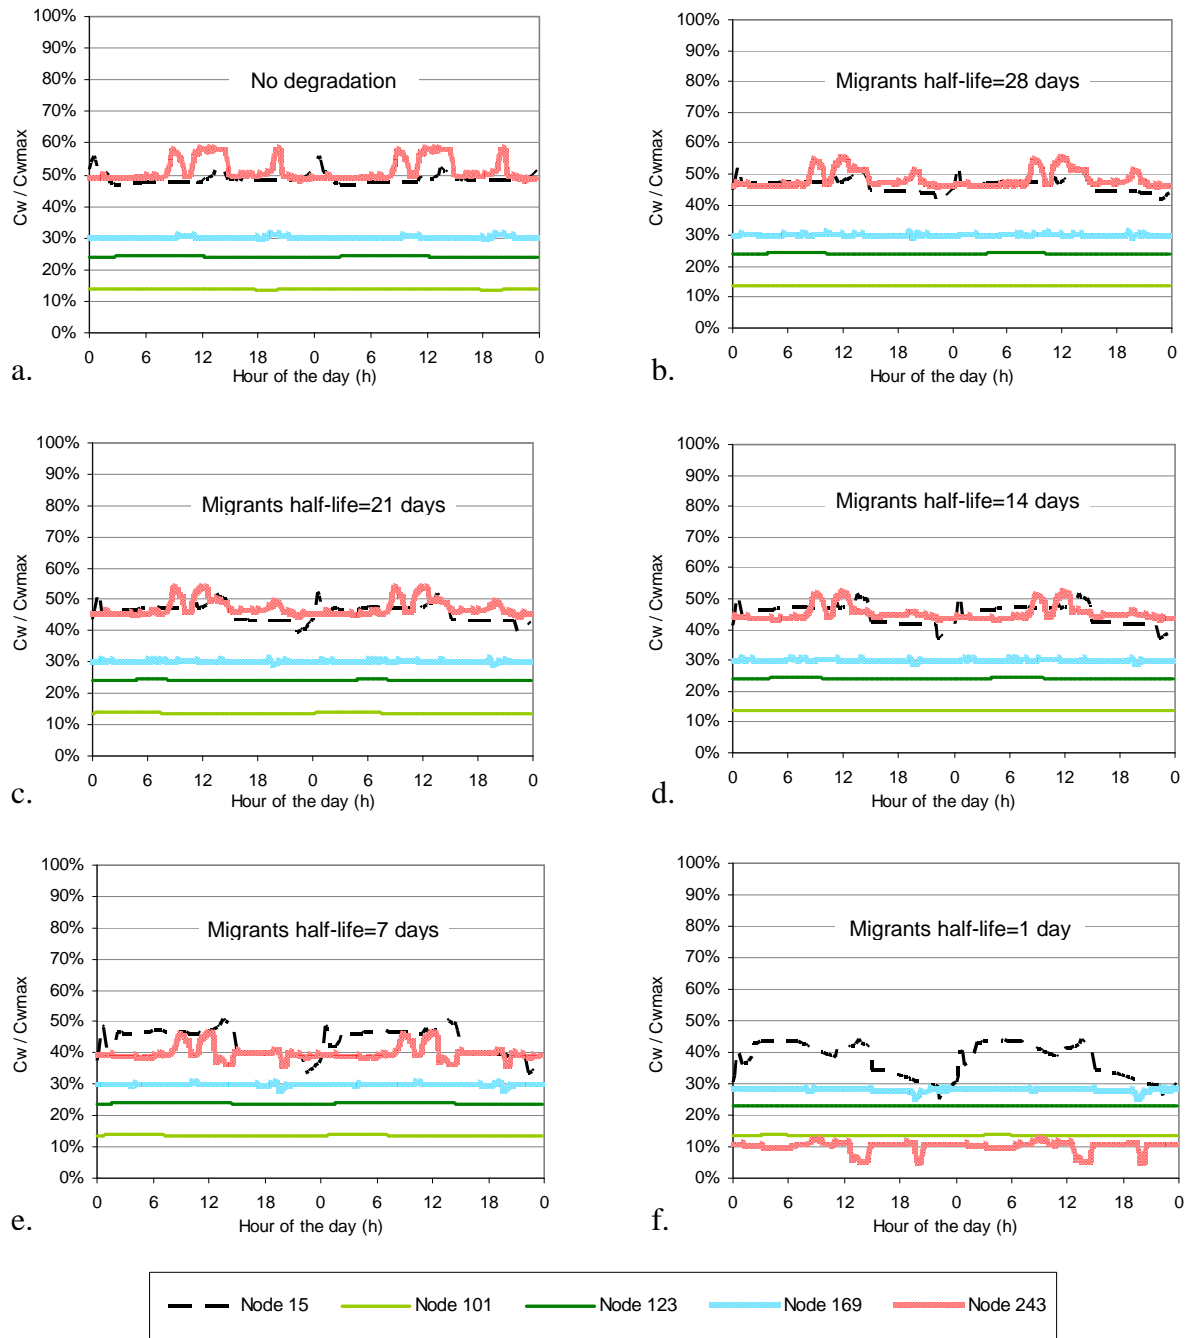 100%
90%
80%
70%
60%
50%
40%
30%
20%
10%
0%
Cw / Cwmax
No degradation
0 6 12 18 0 6 12 18 0
Hour of the day (h)
a.
100%
90%
80%
70%
60%
50%
40%
30%
20%
10%
0%
Cw / Cwmax
Migrants half-life=28 days
0 6 12 18 0 6 12 18 0
Hour of the day (h)
b.
100%
90%
80%
70%
60%
50%
40%
30%
20%
10%
0%
Cw / Cwmax
Migrants half-life=21 days
0 6 12 18 0 6 12 18 0
Hour of the day (h)
c.
100%
90%
80%
70%
60%
50%
40%
30%
20%
10%
0%
Cw / Cwmax
Migrants half-life=14 days
0 6 12 18 0 6 12 18 0
Hour of the day (h)
d.
100%
90%
80%
70%
60%
50%
40%
30%
20%
10%
0%
Cw / Cwmax
Migrants half-life=7 days
0 6 12 18 0 6 12 18 0
Hour of the day (h)
e.
100%
90%
80%
70%
60%
50%
40%
30%
20%
10%
0%
Cw / Cwmax
Migrants half-life=1 day
0 6 12 18 0 6 12 18 0
Hour of the day (h)
f.
Node 15 Node 101 Node 123 Node 169 Node 243